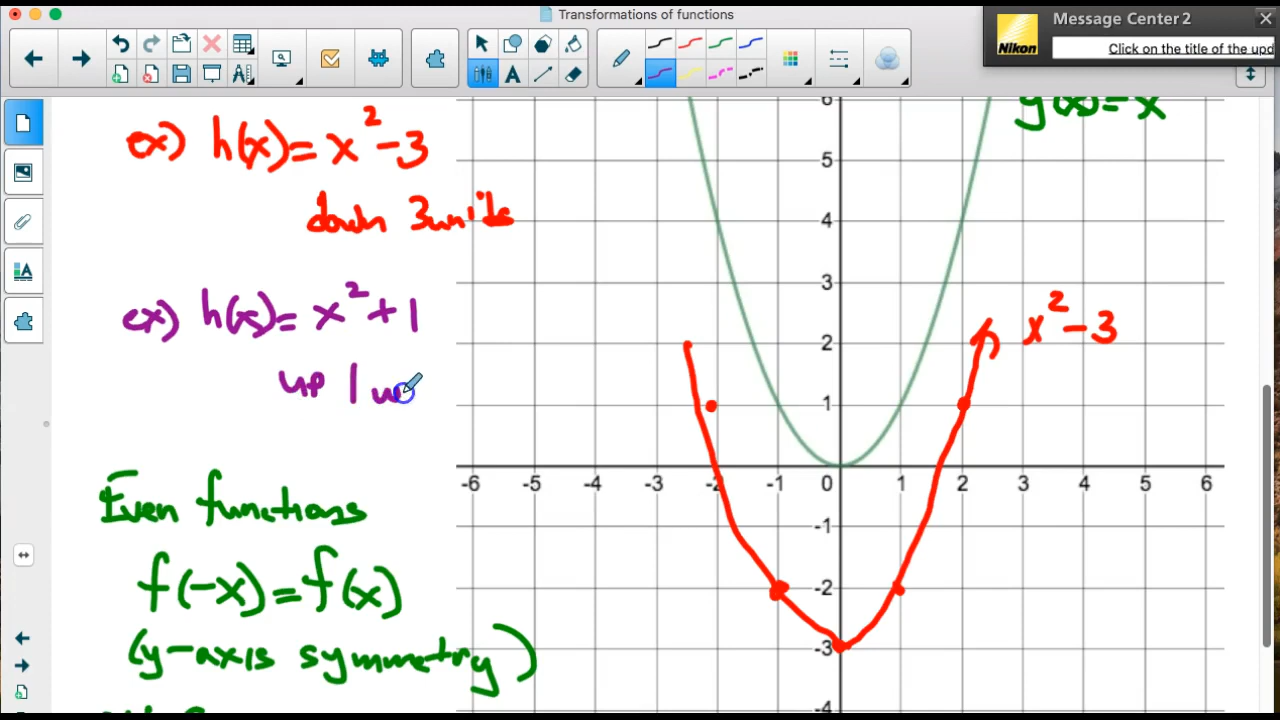 Transformations of functions
Nikon
Message Center 2
Click on the title of the upd
A
ex) h(x)= x² -3
down 3units
ex) h(x)= x² + 1
up 1
Even functions
f(-x)=f(x)
(y-axis symmetry)
y(x)= x
x² -3
6
5
4
3
2
1
-6 -5 -4 -3 -2 -1 0 1 2 3 4 5 6
-1
-2
-3
-4